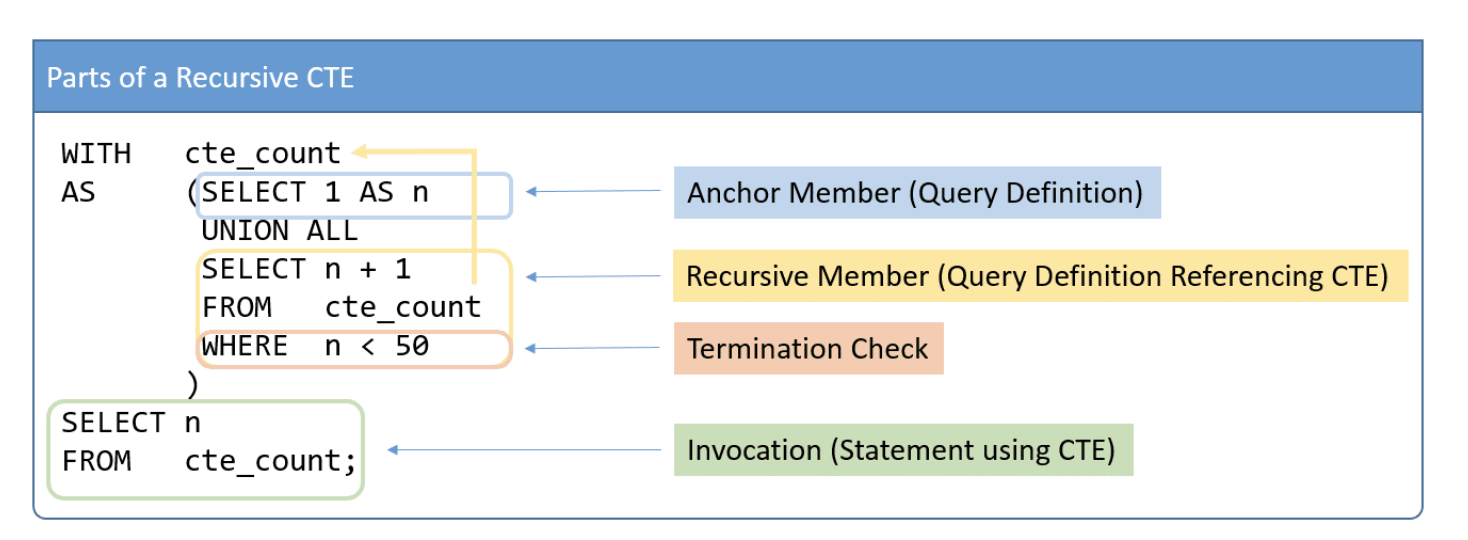 Parts of a Recursive CTE
WITH cte_count
AS (SELECT 1 AS n
Anchor Member (Query Definition)
UNION ALL
SELECT n + 1
Recursive Member (Query Definition Referencing CTE)
FROM cte_count
WHERE n < 50
Termination Check
)
SELECT n
FROM cte_count;
Invocation (Statement using CTE)